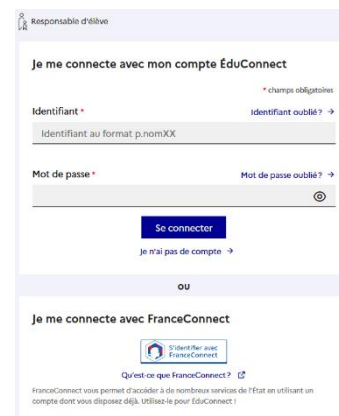 Responsable d'élève
Je me connecte avec mon compte ÉduConnect
* champs obligatoires
Identifiant * Identifiant oublié ? →
Identifiant au format p.nomXX
Mot de passe * Mot de passe oublié ? →
Se connecter
Je n'ai pas de compte →
OU
Je me connecte avec FranceConnect
S'identifier avec
FranceConnect
Qu'est-ce que FranceConnect ?
FranceConnect vous permet d'accéder à de nombreux services de l'État en utilisant un
compte dont vous disposez déjà. Utilisez-le pour ÉduConnect !